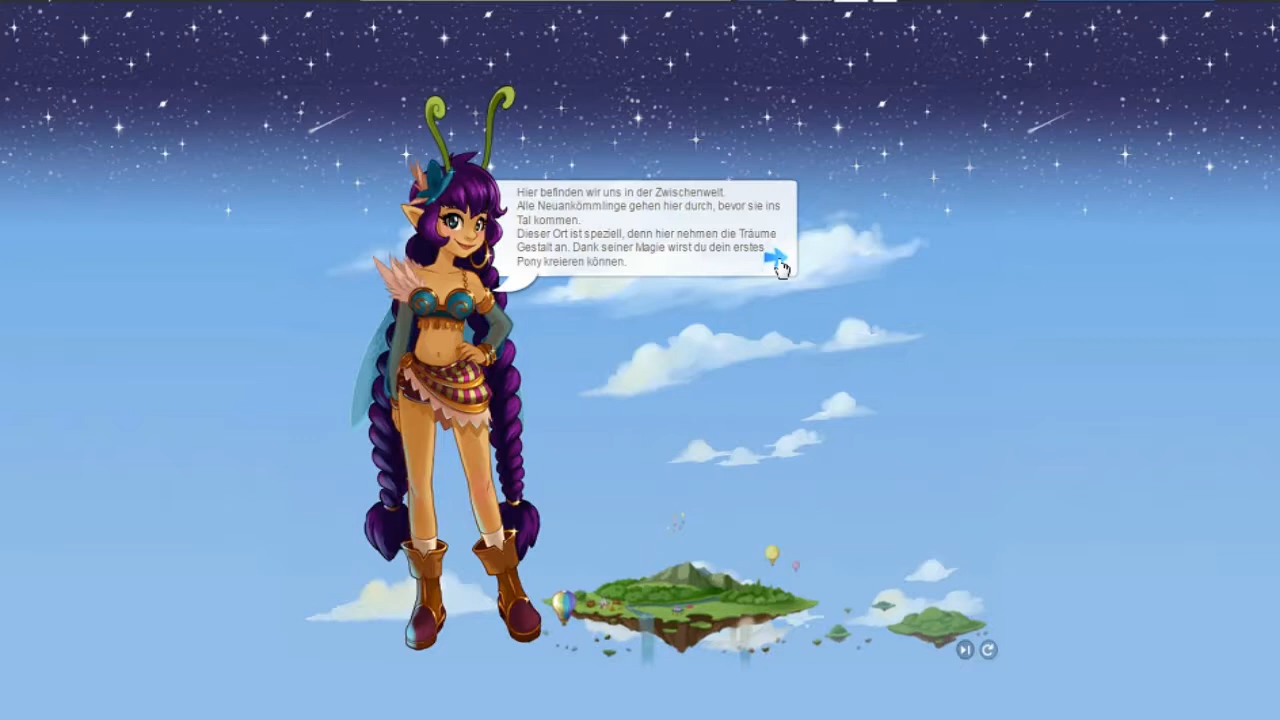 Hier befinden wir uns in der Zwischenwelt.
Alle Neuankömmlinge gehen hier durch, bevor sie ins
Tal kommen.
Dieser Ort ist speziell, denn hier nehmen die Träume
Gestalt an. Dank seiner Magie wirst du dein erstes
Pony kreieren können.